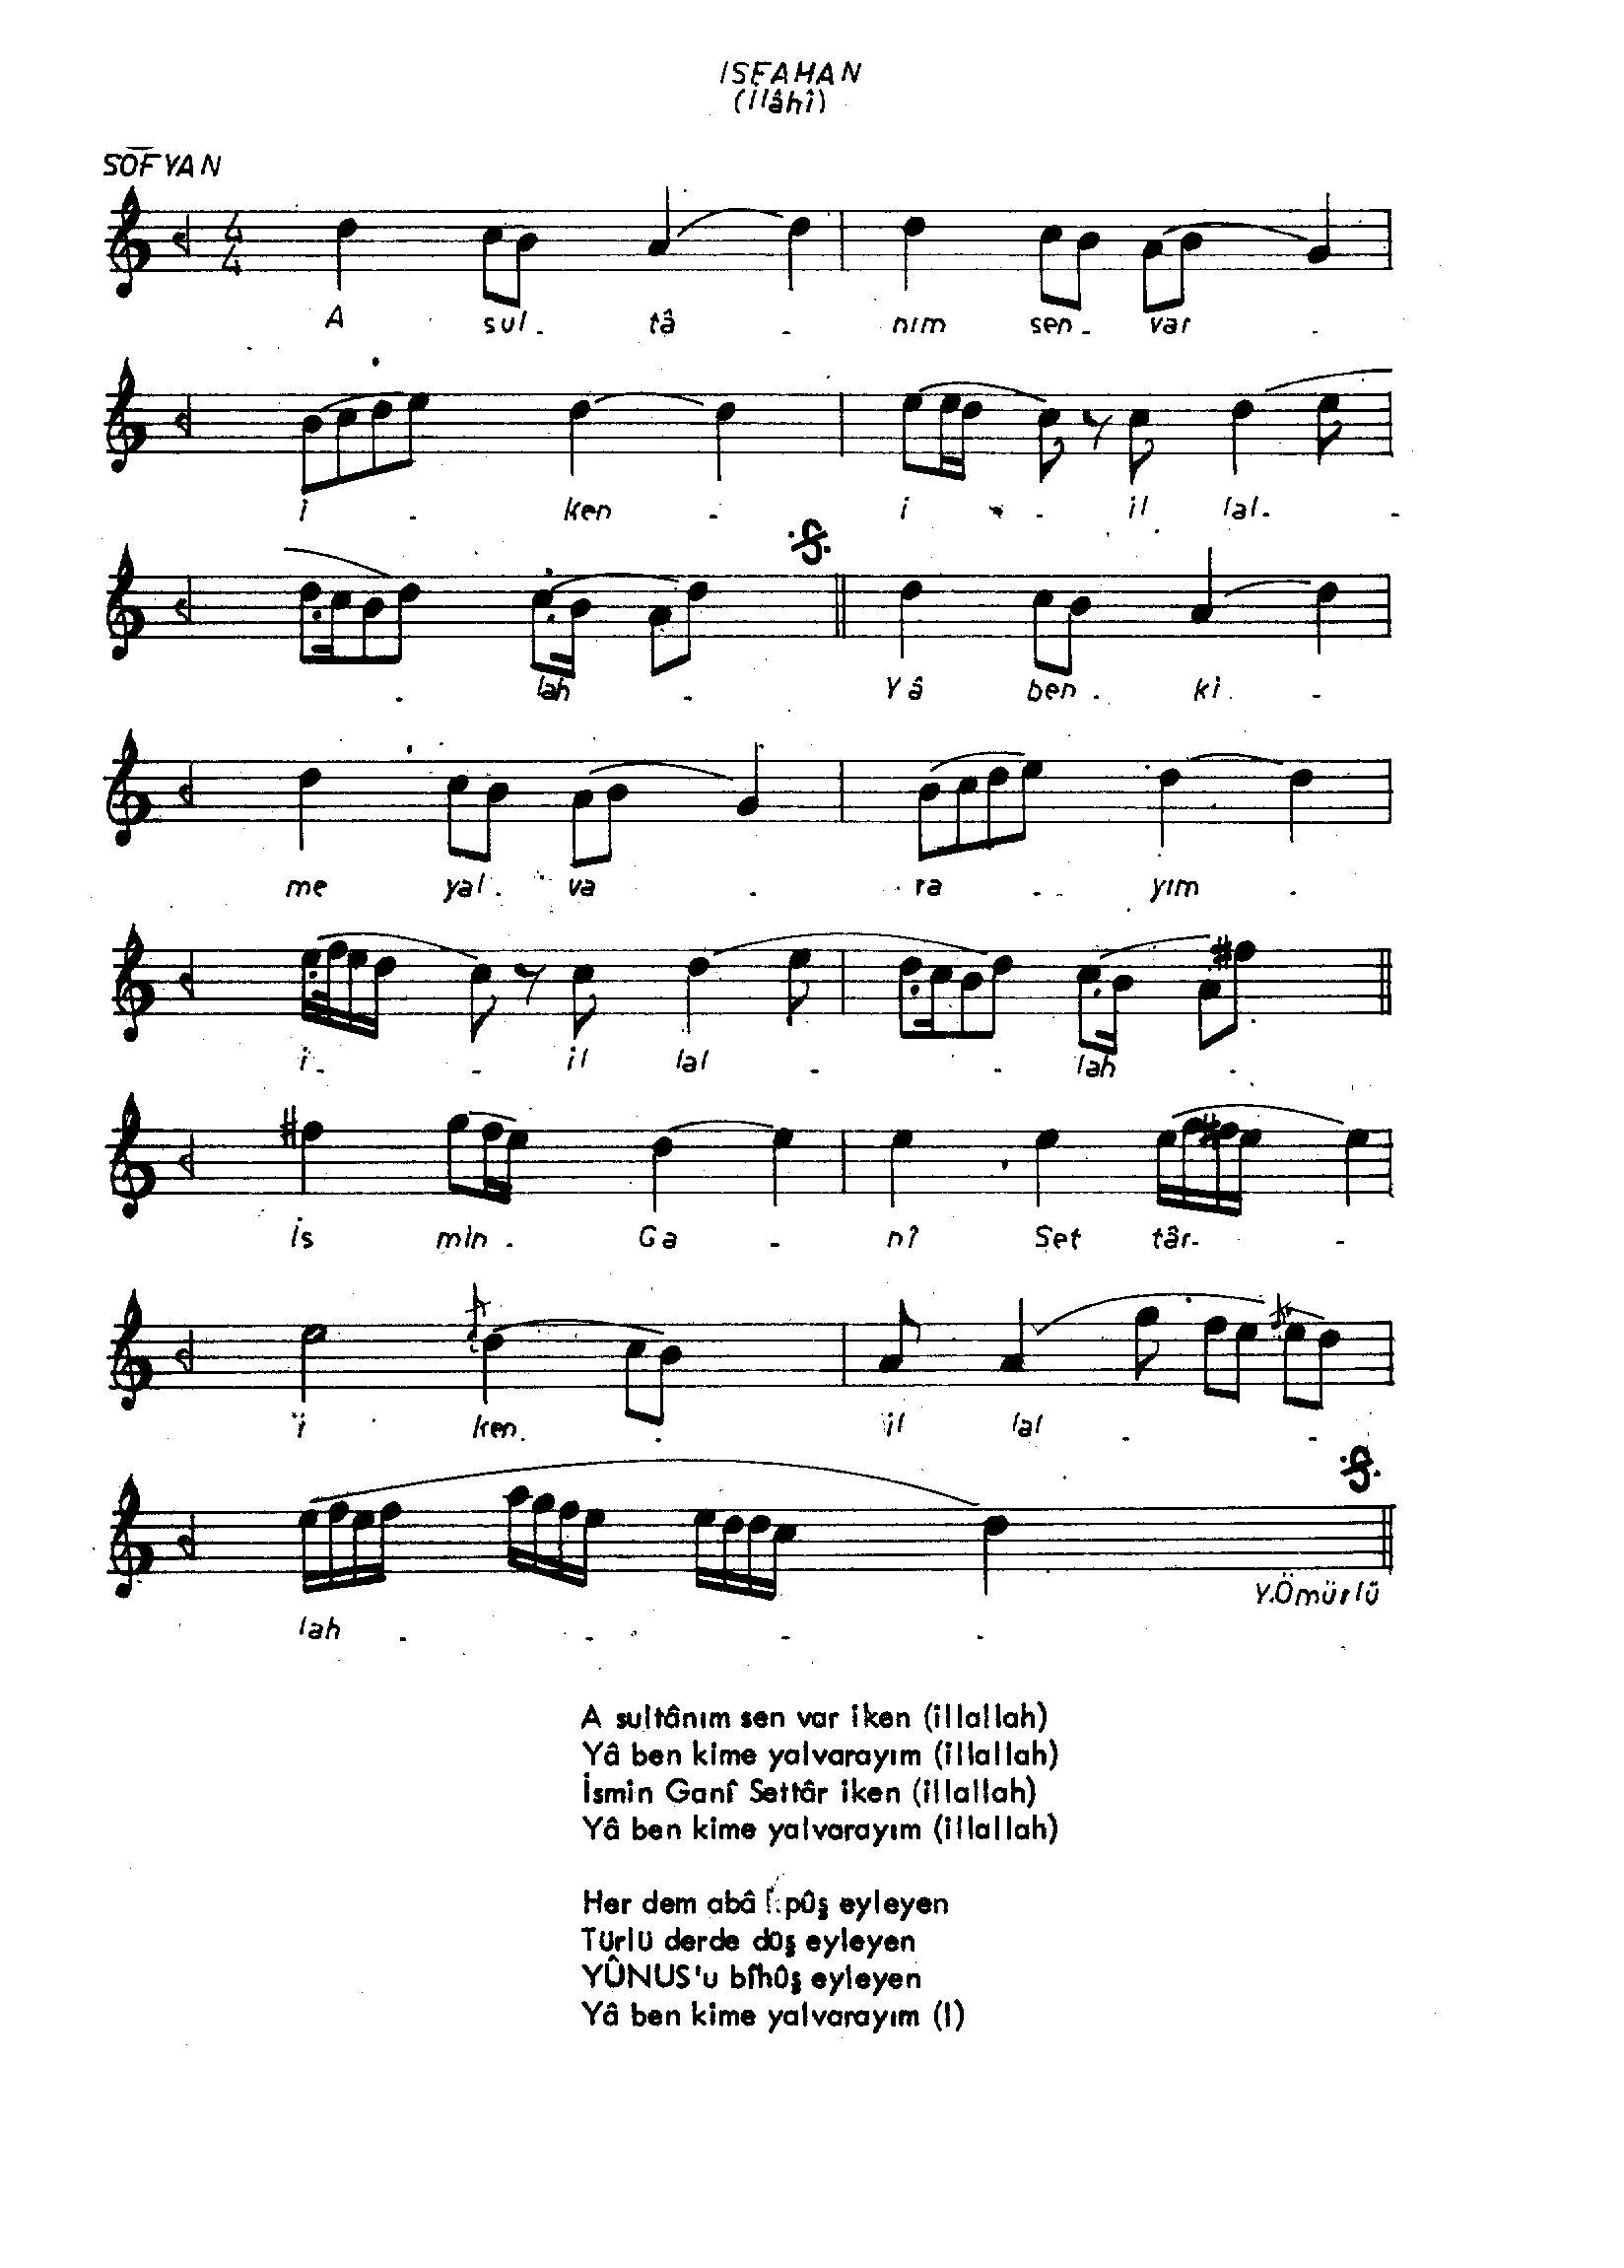 ISFAHAN
(İlâhî)
SOFYAN
4
4
A sul- tâ - nım sen- var -
i - ken - i - - il lal- -
- lah - Yâ ben- ki- -
me yal- va - ra - - yım -
i- - il lal - - lah -
İs min- Ga - nî Set târ- -
i ken- - il lal - -
Y.Ömürlü
lah - - - - -
A sultânım sen var iken (illallah)
Yâ ben kime yalvarayım (illallah)
İsmin Ganî Settâr iken (illallah)
Yâ ben kime yalvarayım (illallah)
Her dem abâ pûş eyleyen
Türlü derde dûş eyleyen
YÛNUS'u bîhûş eyleyen
Yâ ben kime yalvarayım (I)